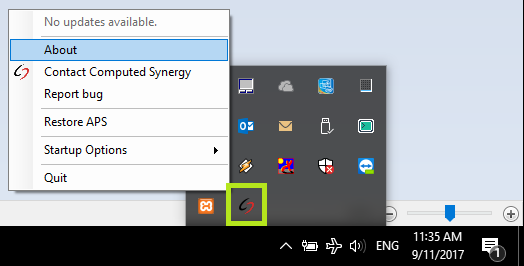 No updates available.
About
Contact Computed Synergy
Report bug
Restore APS
Startup Options
Quit
ENG
11:35 AM
9/11/2017
1